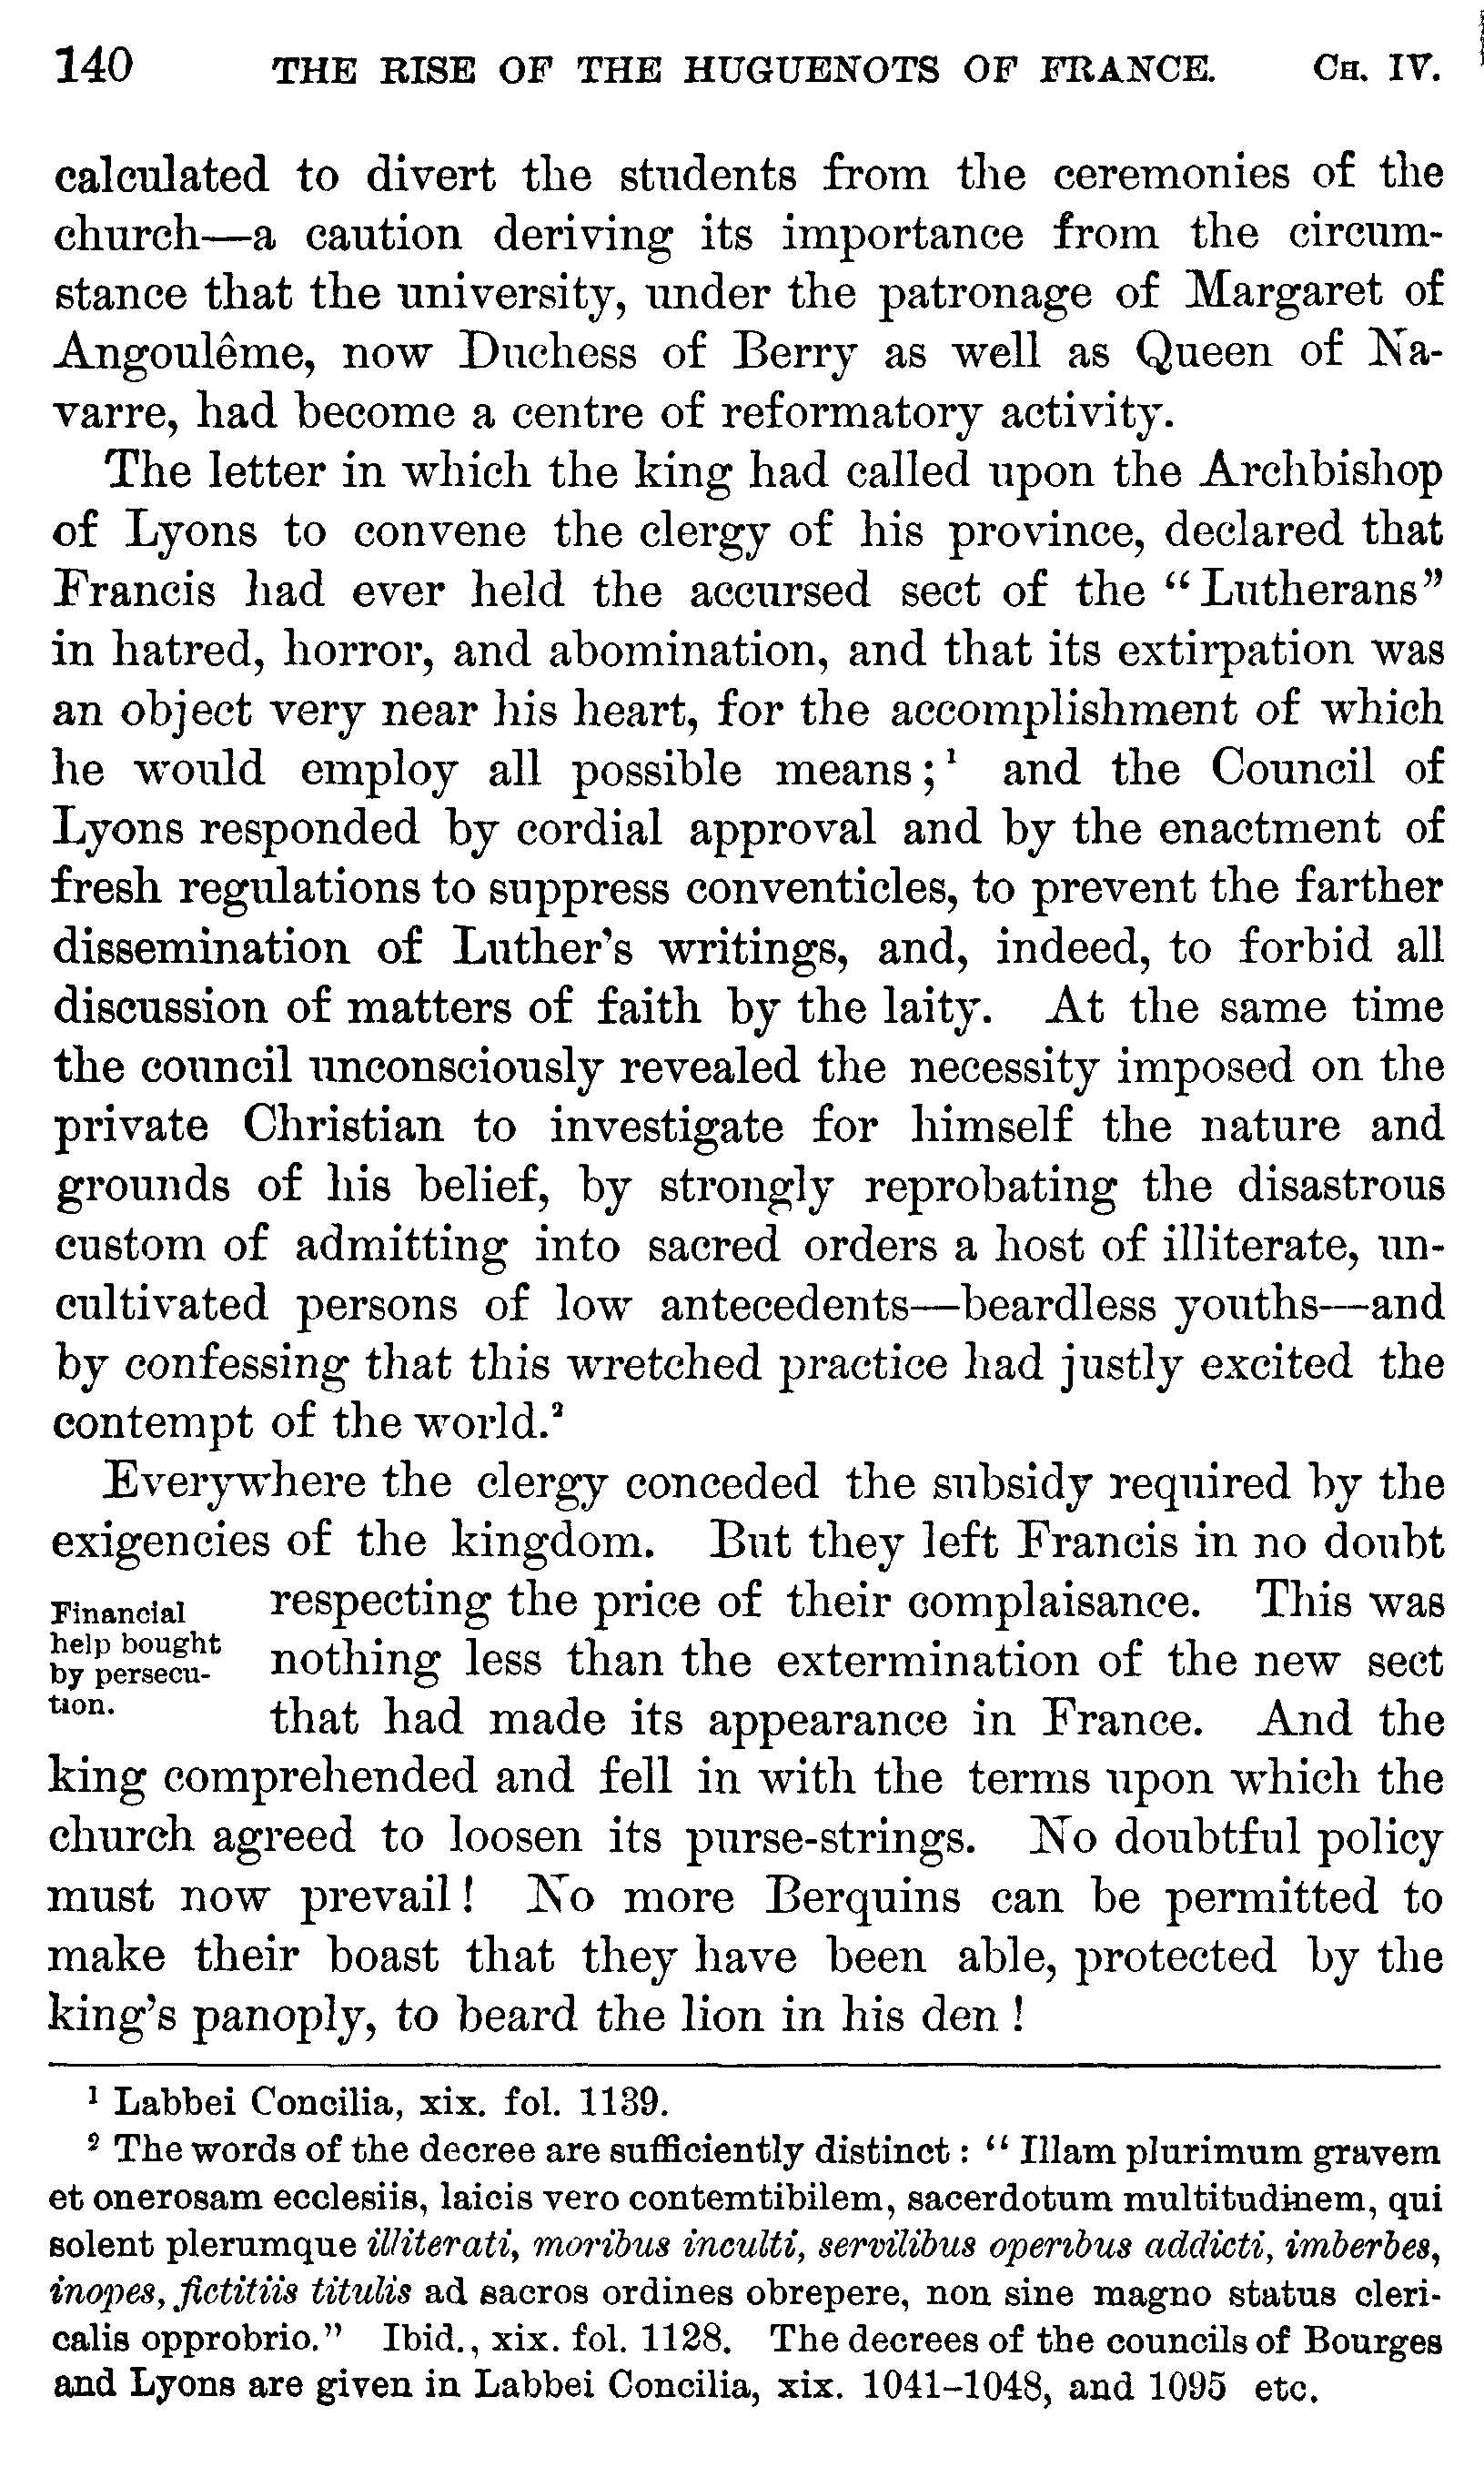 140 THE RISE OF THE HUGUENOTS OF FRANCE. CH. IV.
calculated to divert the students from the ceremonies of the
church—a caution deriving its importance from the circum-
stance that the university, under the patronage of Margaret of
Angoulême, now Duchess of Berry as well as Queen of Na-
varre, had become a centre of reformatory activity.
The letter in which the king had called upon the Archbishop
of Lyons to convene the clergy of his province, declared that
Francis had ever held the accursed sect of the “Lutherans”
in hatred, horror, and abomination, and that its extirpation was
an object very near his heart, for the accomplishment of which
he would employ all possible means;¹ and the Council of
Lyons responded by cordial approval and by the enactment of
fresh regulations to suppress conventicles, to prevent the farther
dissemination of Luther’s writings, and, indeed, to forbid all
discussion of matters of faith by the laity. At the same time
the council unconsciously revealed the necessity imposed on the
private Christian to investigate for himself the nature and
grounds of his belief, by strongly reprobating the disastrous
custom of admitting into sacred orders a host of illiterate, un-
cultivated persons of low antecedents—beardless youths—and
by confessing that this wretched practice had justly excited the
contempt of the world.²
Everywhere the clergy conceded the subsidy required by the
exigencies of the kingdom. But they left Francis in no doubt
Financial
help bought
by persecu-
tion.
respecting the price of their complaisance. This was
nothing less than the extermination of the new sect
that had made its appearance in France. And the
king comprehended and fell in with the terms upon which the
church agreed to loosen its purse-strings. No doubtful policy
must now prevail! No more Berquins can be permitted to
make their boast that they have been able, protected by the
king’s panoply, to beard the lion in his den!
¹ Labbei Concilia, xix. fol. 1139.
² The words of the decree are sufficiently distinct: “Illam plurimum gravem
et onerosam ecclesiis, laicis vero contemtibilem, sacerdotum multitudinem, qui
solent plerumque illiterati, moribus inculti, servilibus operibus addicti, imberbes,
inopes, fictitiis titulis ad sacros ordines obrepere, non sine magno status cleri-
calis opprobrio.” Ibid., xix. fol. 1128. The decrees of the councils of Bourges
and Lyons are given in Labbei Concilia, xix. 1041–1048, and 1095 etc.